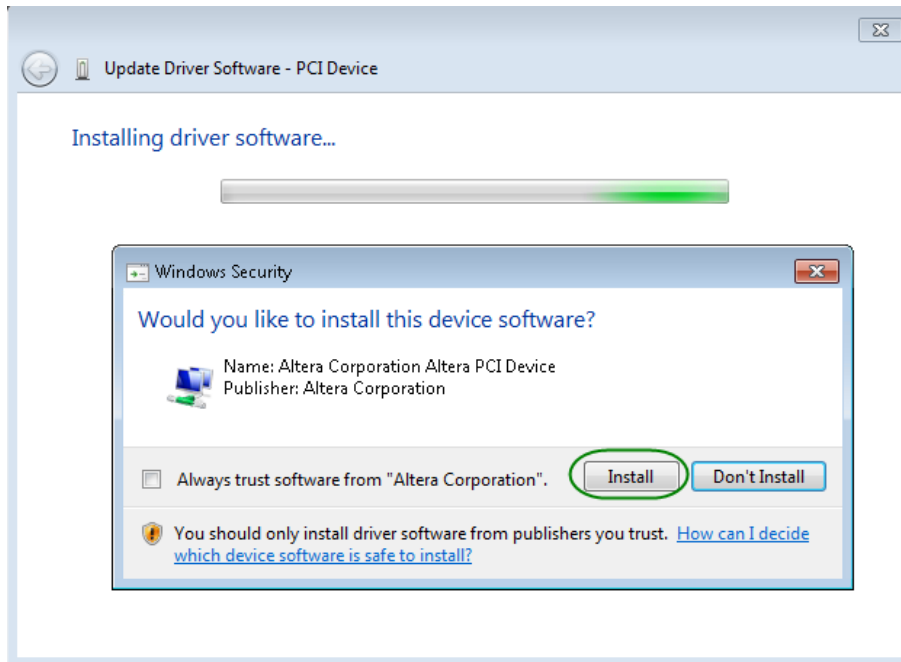 Update Driver Software - PCI Device
Installing driver software...
Windows Security
Would you like to install this device software?
Name: Altera Corporation Altera PCI Device
Publisher: Altera Corporation
Always trust software from "Altera Corporation".
Install
Don't Install
You should only install driver software from publishers you trust. How can I decide
which device software is safe to install?